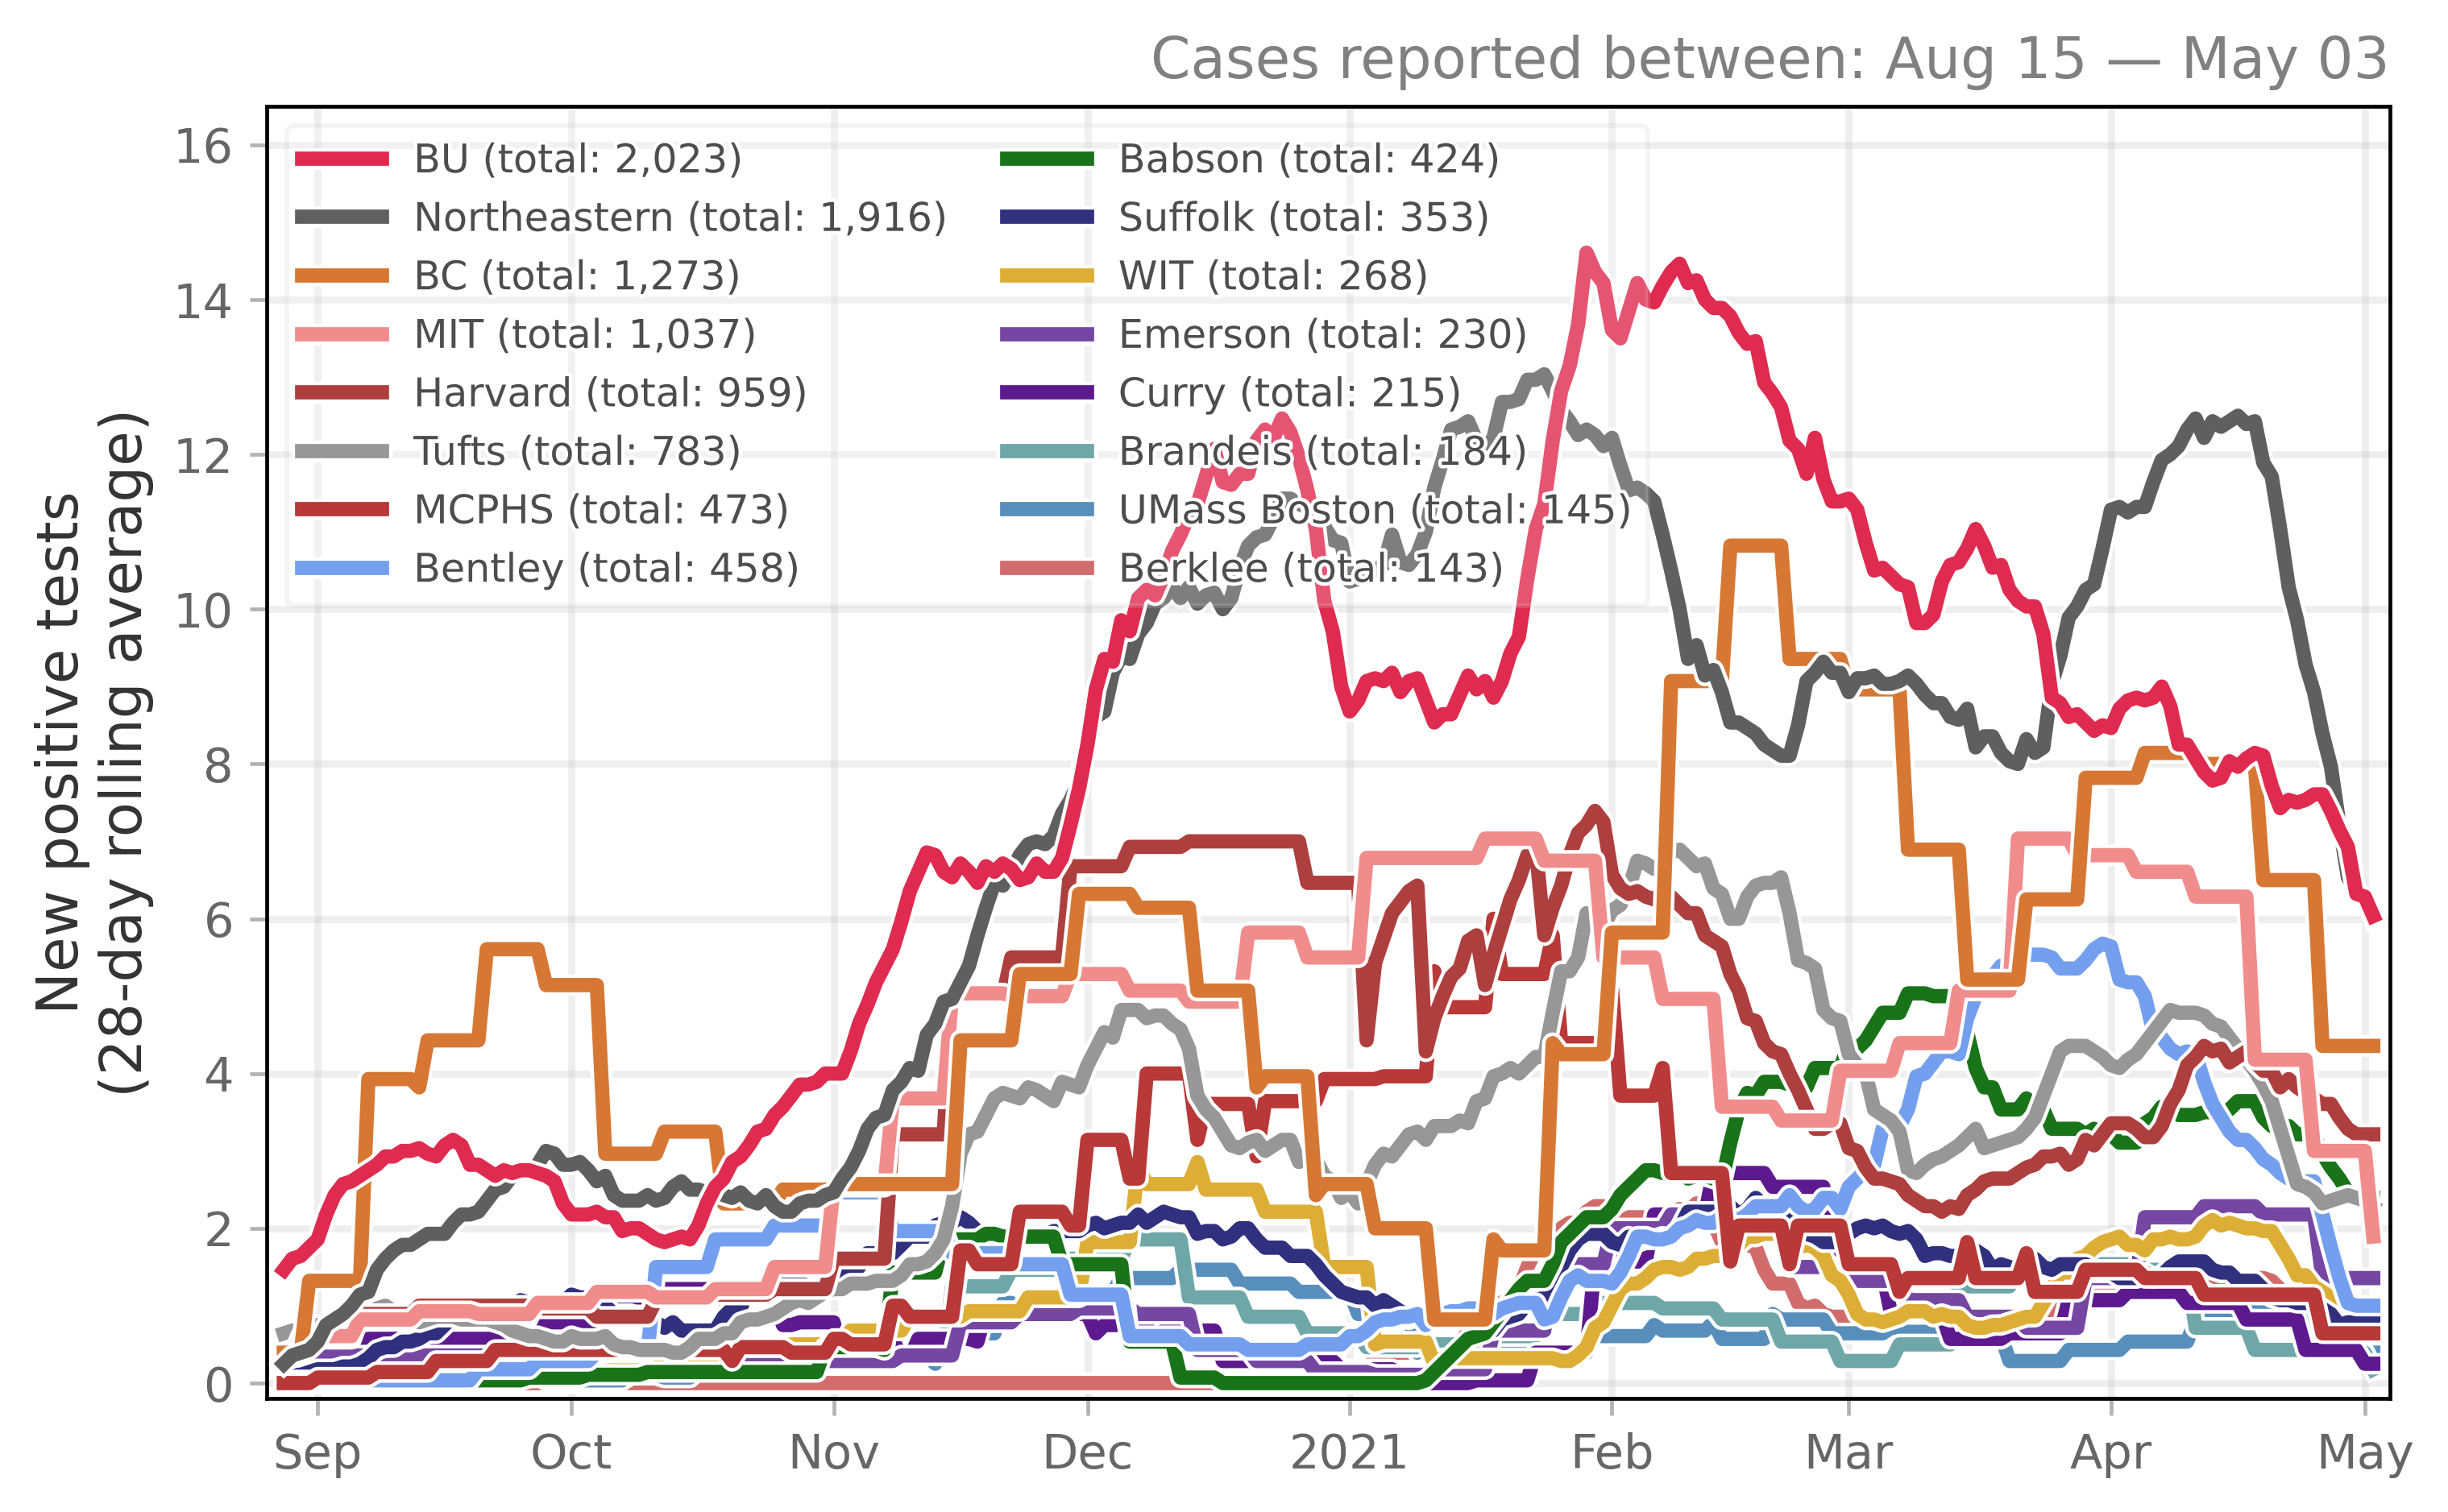 Cases reported between: Aug 15 — May 03
New positive tests
(28-day rolling average)
16
14
12
10
8
6
4
2
0
BU (total: 2,023)
Northeastern (total: 1,916)
BC (total: 1,273)
MIT (total: 1,037)
Harvard (total: 959)
Tufts (total: 783)
MCPHS (total: 473)
Bentley (total: 458)
Babson (total: 424)
Suffolk (total: 353)
WIT (total: 268)
Emerson (total: 230)
Curry (total: 215)
Brandeis (total: 184)
UMass Boston (total: 145)
Berklee (total: 143)
Sep Oct Nov Dec 2021 Feb Mar Apr May